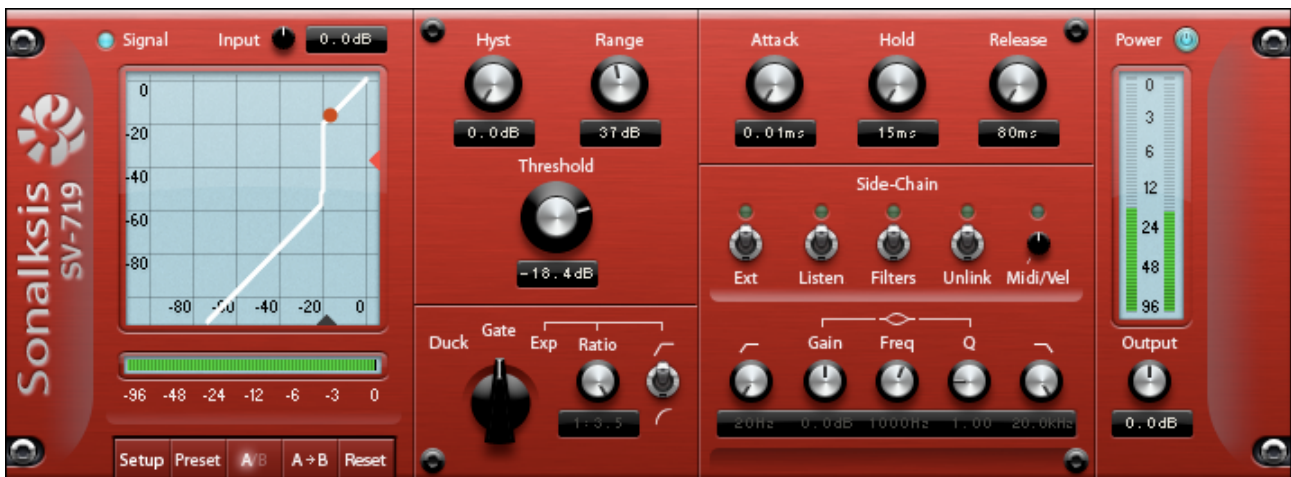 Sonalksis
SV-719
Signal
Input
0.0dB
0
-20
-40
-60
-80
-80 -60 -40 -20 0
-96 -48 -24 -12 -6 -3 0
Setup Preset A/B A→B Reset
Hyst Range
0.0dB 37dB
Threshold
-18.4dB
Duck Gate Exp Ratio
1:3.5
Attack Hold Release
0.01ms 15ms 80ms
Side-Chain
Ext Listen Filters Unlink Midi/Vel
Gain Freq Q
20Hz 0.0dB 1000Hz 1.00 20.0kHz
Power
0
3
6
12
24
48
96
Output
0.0dB